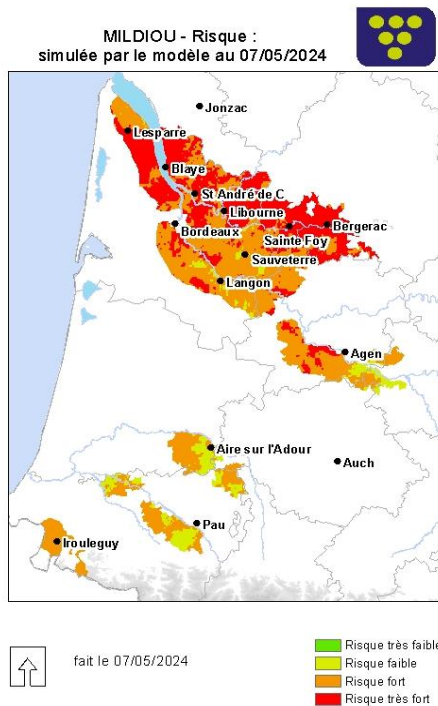 MILDIOU - Risque :
simulée par le modèle au 07/05/2024
Jonzac
Lesparre
Blaye
St André de C
Libourne
Bordeaux
Sainte Foy
Bergerac
Sauveterre
Langon
Agen
Aire sur l'Adour
Auch
Pau
Irouleguy
fait le 07/05/2024
Risque très faible
Risque faible
Risque fort
Risque très fort